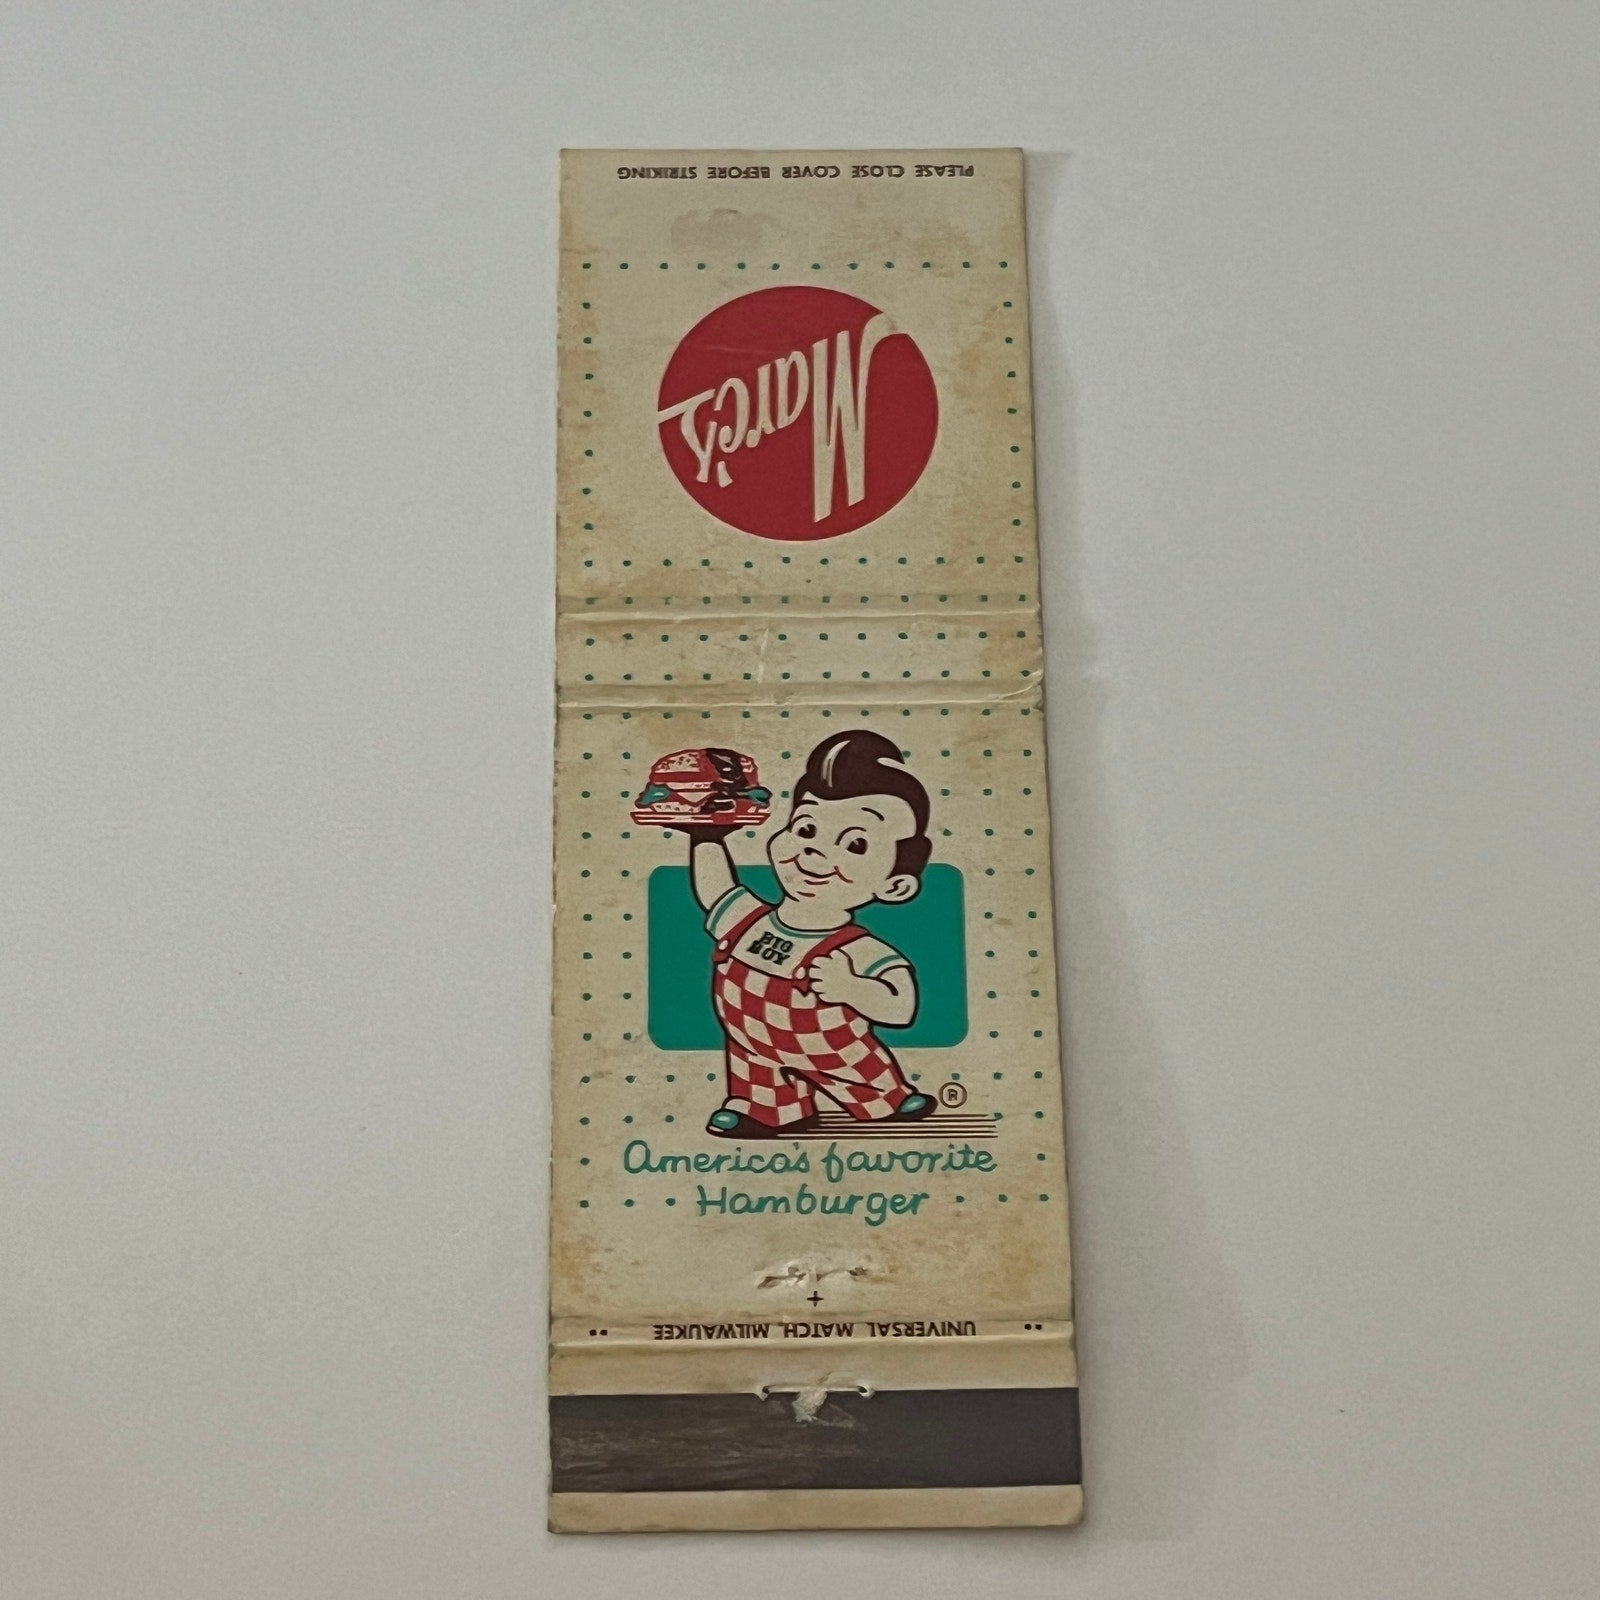 PLEASE CLOSE COVER BEFORE STRIKING
Marc's
BIG
BOY
®
America's favorite
Hamburger
UNIVERSAL MATCH, MILWAUKEE